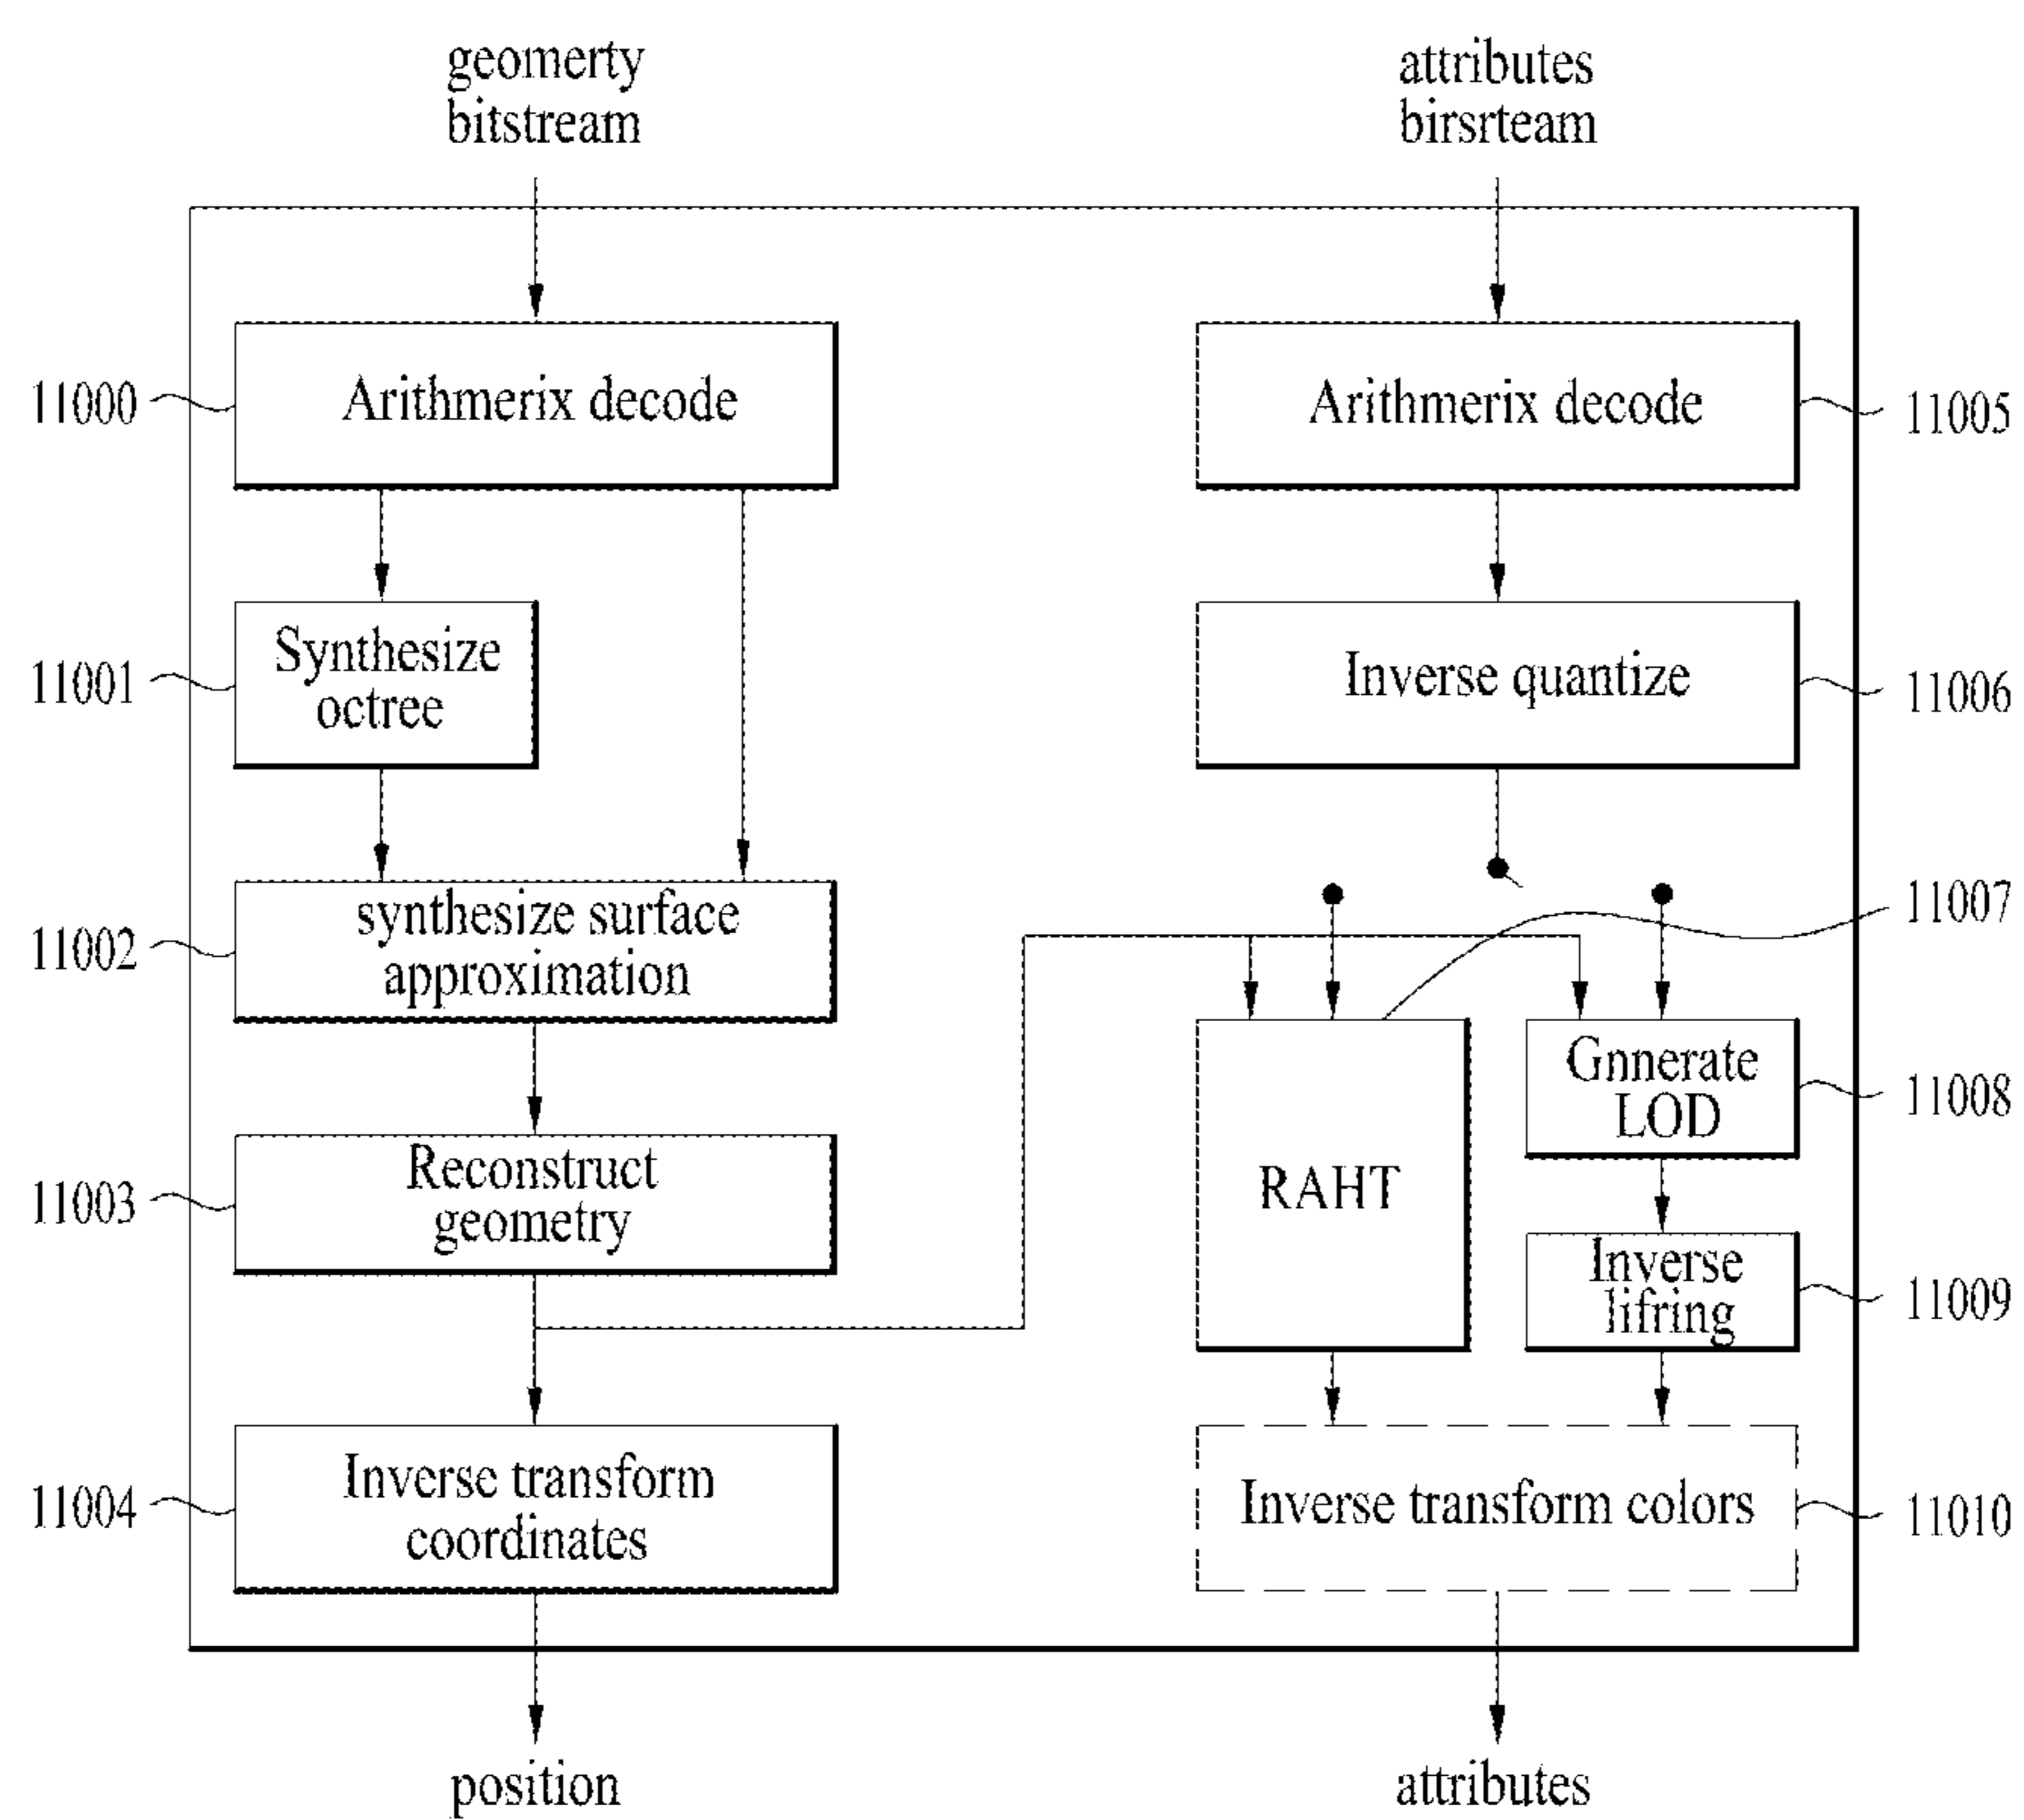 geomerty
bitstream
attributes
birsrteam
11000
Arithmerix decode
Arithmerix decode
11005
11001
Synthesize
octree
Inverse quantize
11006
11002
synthesize surface
approximation
11007
Gnnerate
LOD
11008
11003
Reconstruct
geometry
RAHT
Inverse
lifring
11009
11004
Inverse transform
coordinates
Inverse transform colors
11010
position
attributes